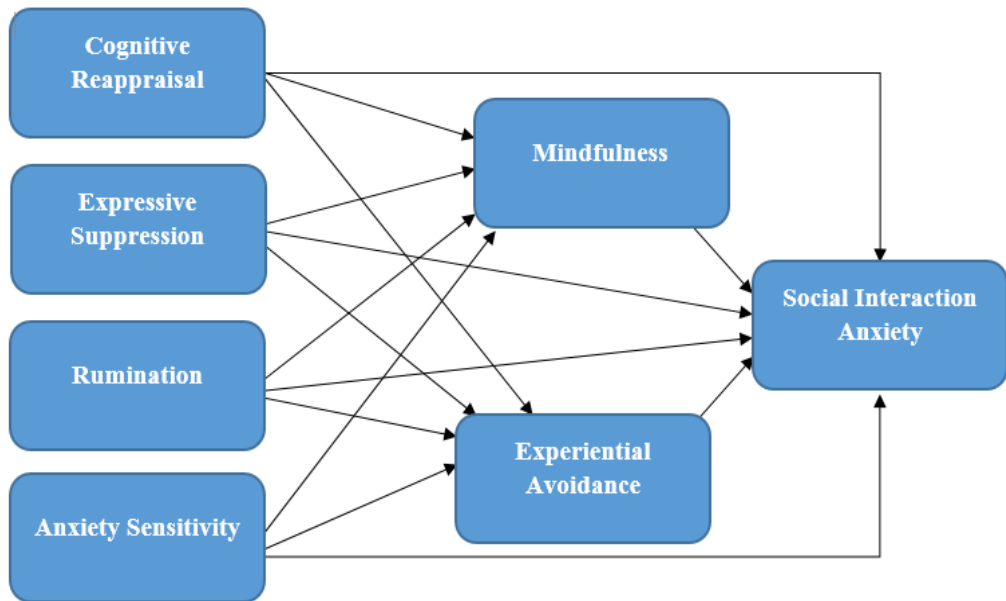 Cognitive
Reappraisal
Mindfulness
Expressive
Suppression
Social Interaction
Anxiety
Rumination
Experiential
Avoidance
Anxiety Sensitivity